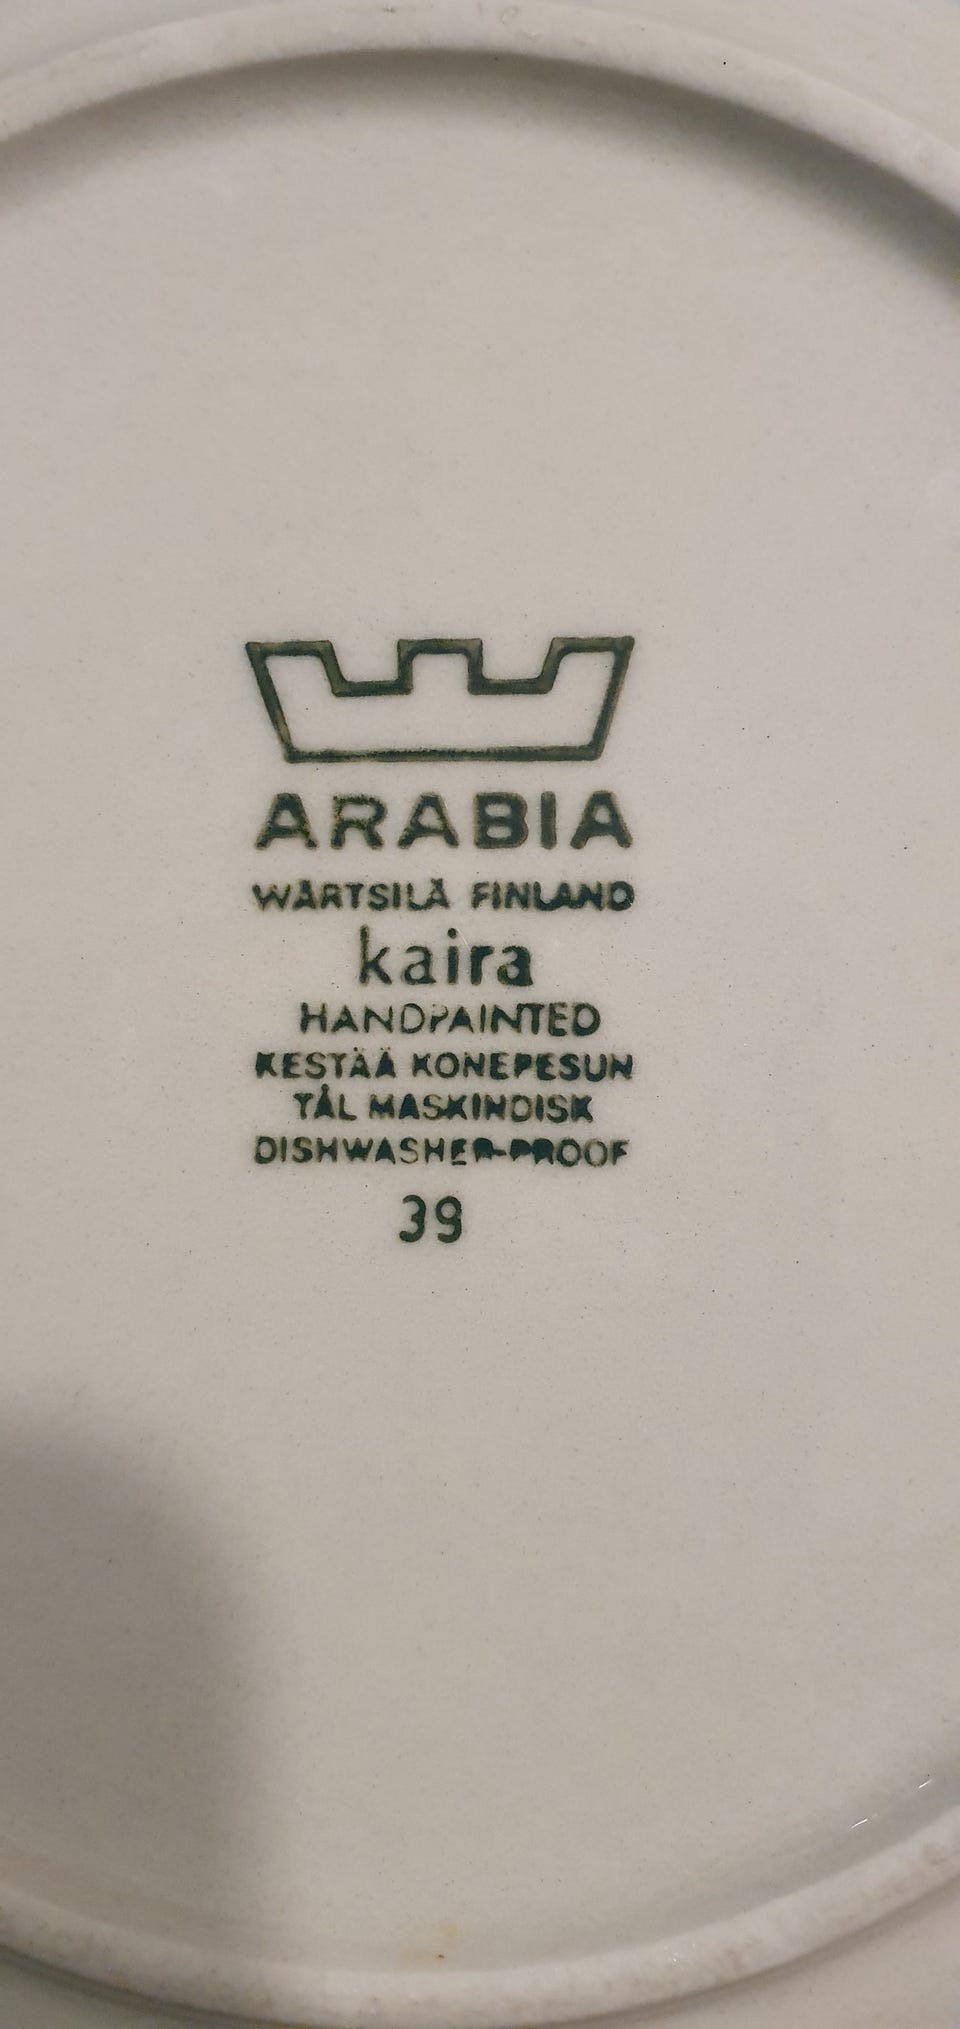 ARABIA
WÄRTSILÄ FINLAND
kaira
HANDPAINTED
KESTÄÄ KONEPESUN
TÅL MASKINDISK
DISHWASHER-PROOF
39